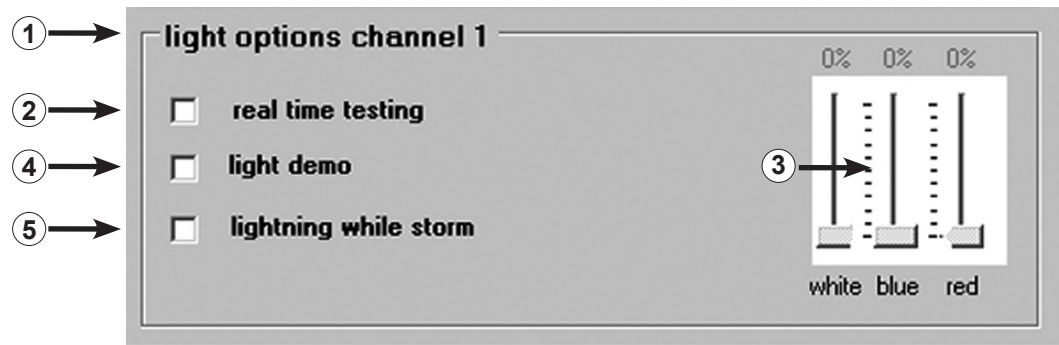 1 light options channel 1
0% 0% 0%
2 real time testing
4 light demo
3
5 lightning while storm
white blue red